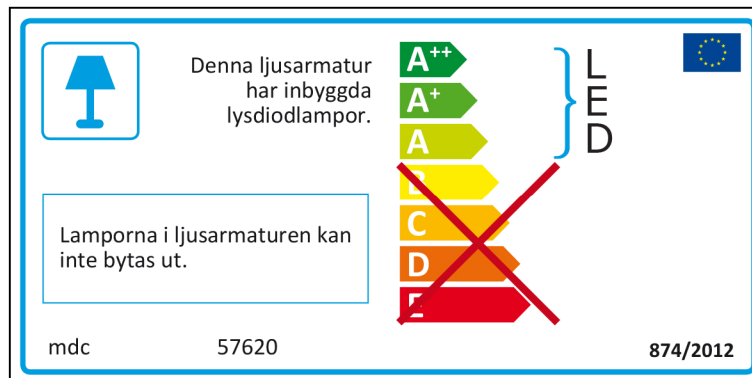 Denna ljusarmatur
har inbyggda
lysdiodlampor.
A++
A+
A
B
C
D
E
L
E
D
Lamporna i ljusarmaturen kan
inte bytas ut.
mdc 57620
874/2012